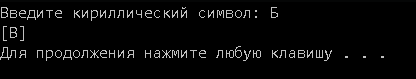 Введите кириллический символ: Б
[B]
Для продолжения нажмите любую клавишу . . .